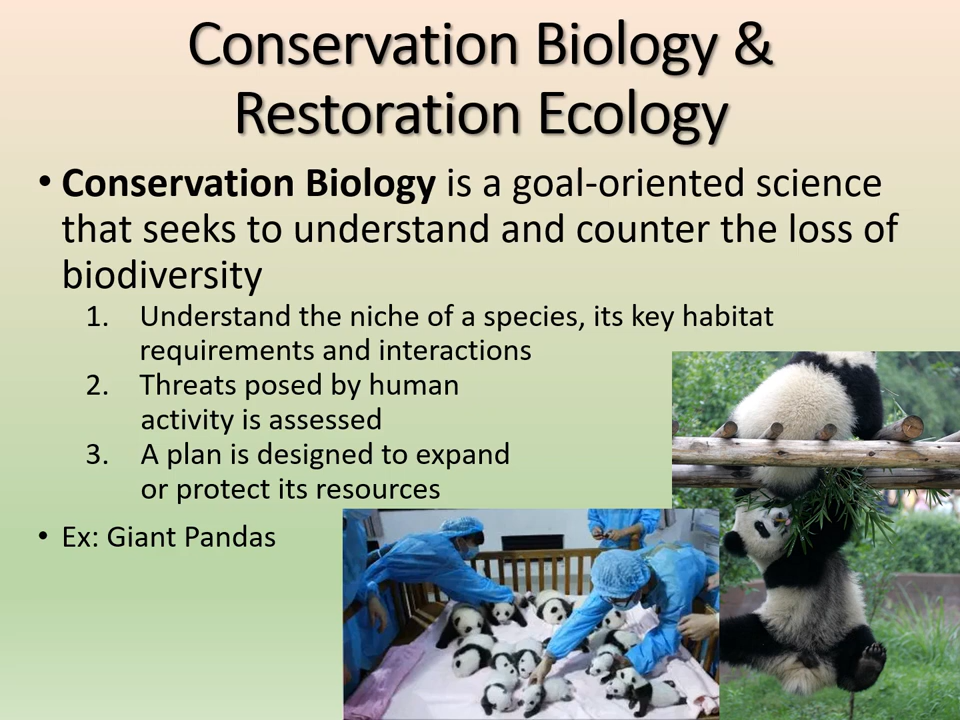 Conservation Biology &
Restoration Ecology
• Conservation Biology is a goal-oriented science
that seeks to understand and counter the loss of
biodiversity
1. Understand the niche of a species, its key habitat
requirements and interactions
2. Threats posed by human
activity is assessed
3. A plan is designed to expand
or protect its resources
• Ex: Giant Pandas